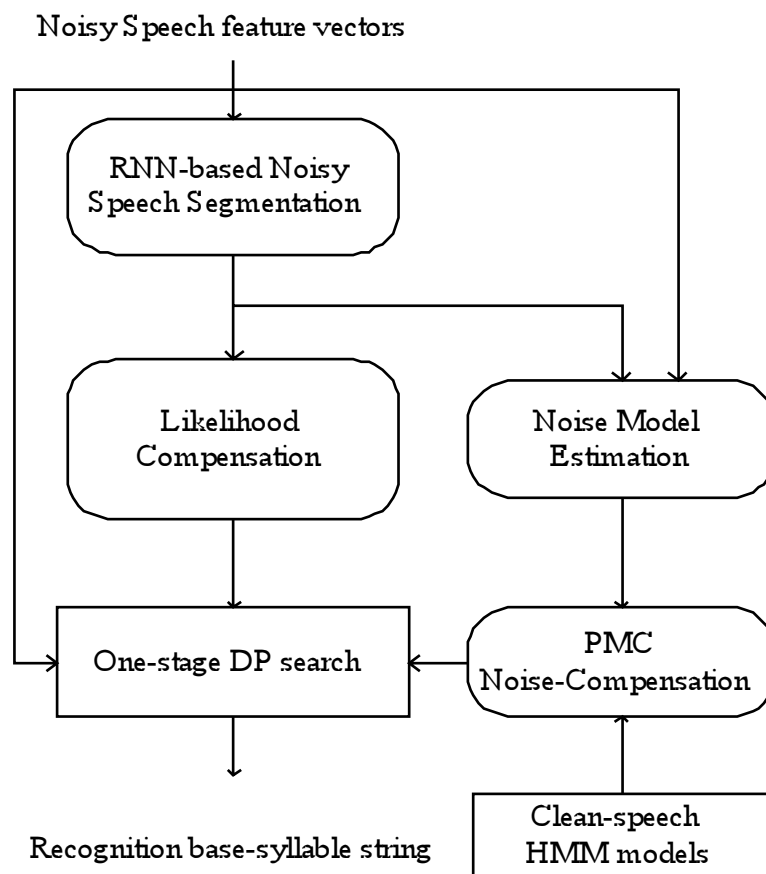 Noisy Speech feature vectors
RNN-based Noisy
Speech Segmentation
Likelihood
Compensation
Noise Model
Estimation
One-stage DP search
PMC
Noise-Compensation
Recognition base-syllable string
Clean-speech
HMM models